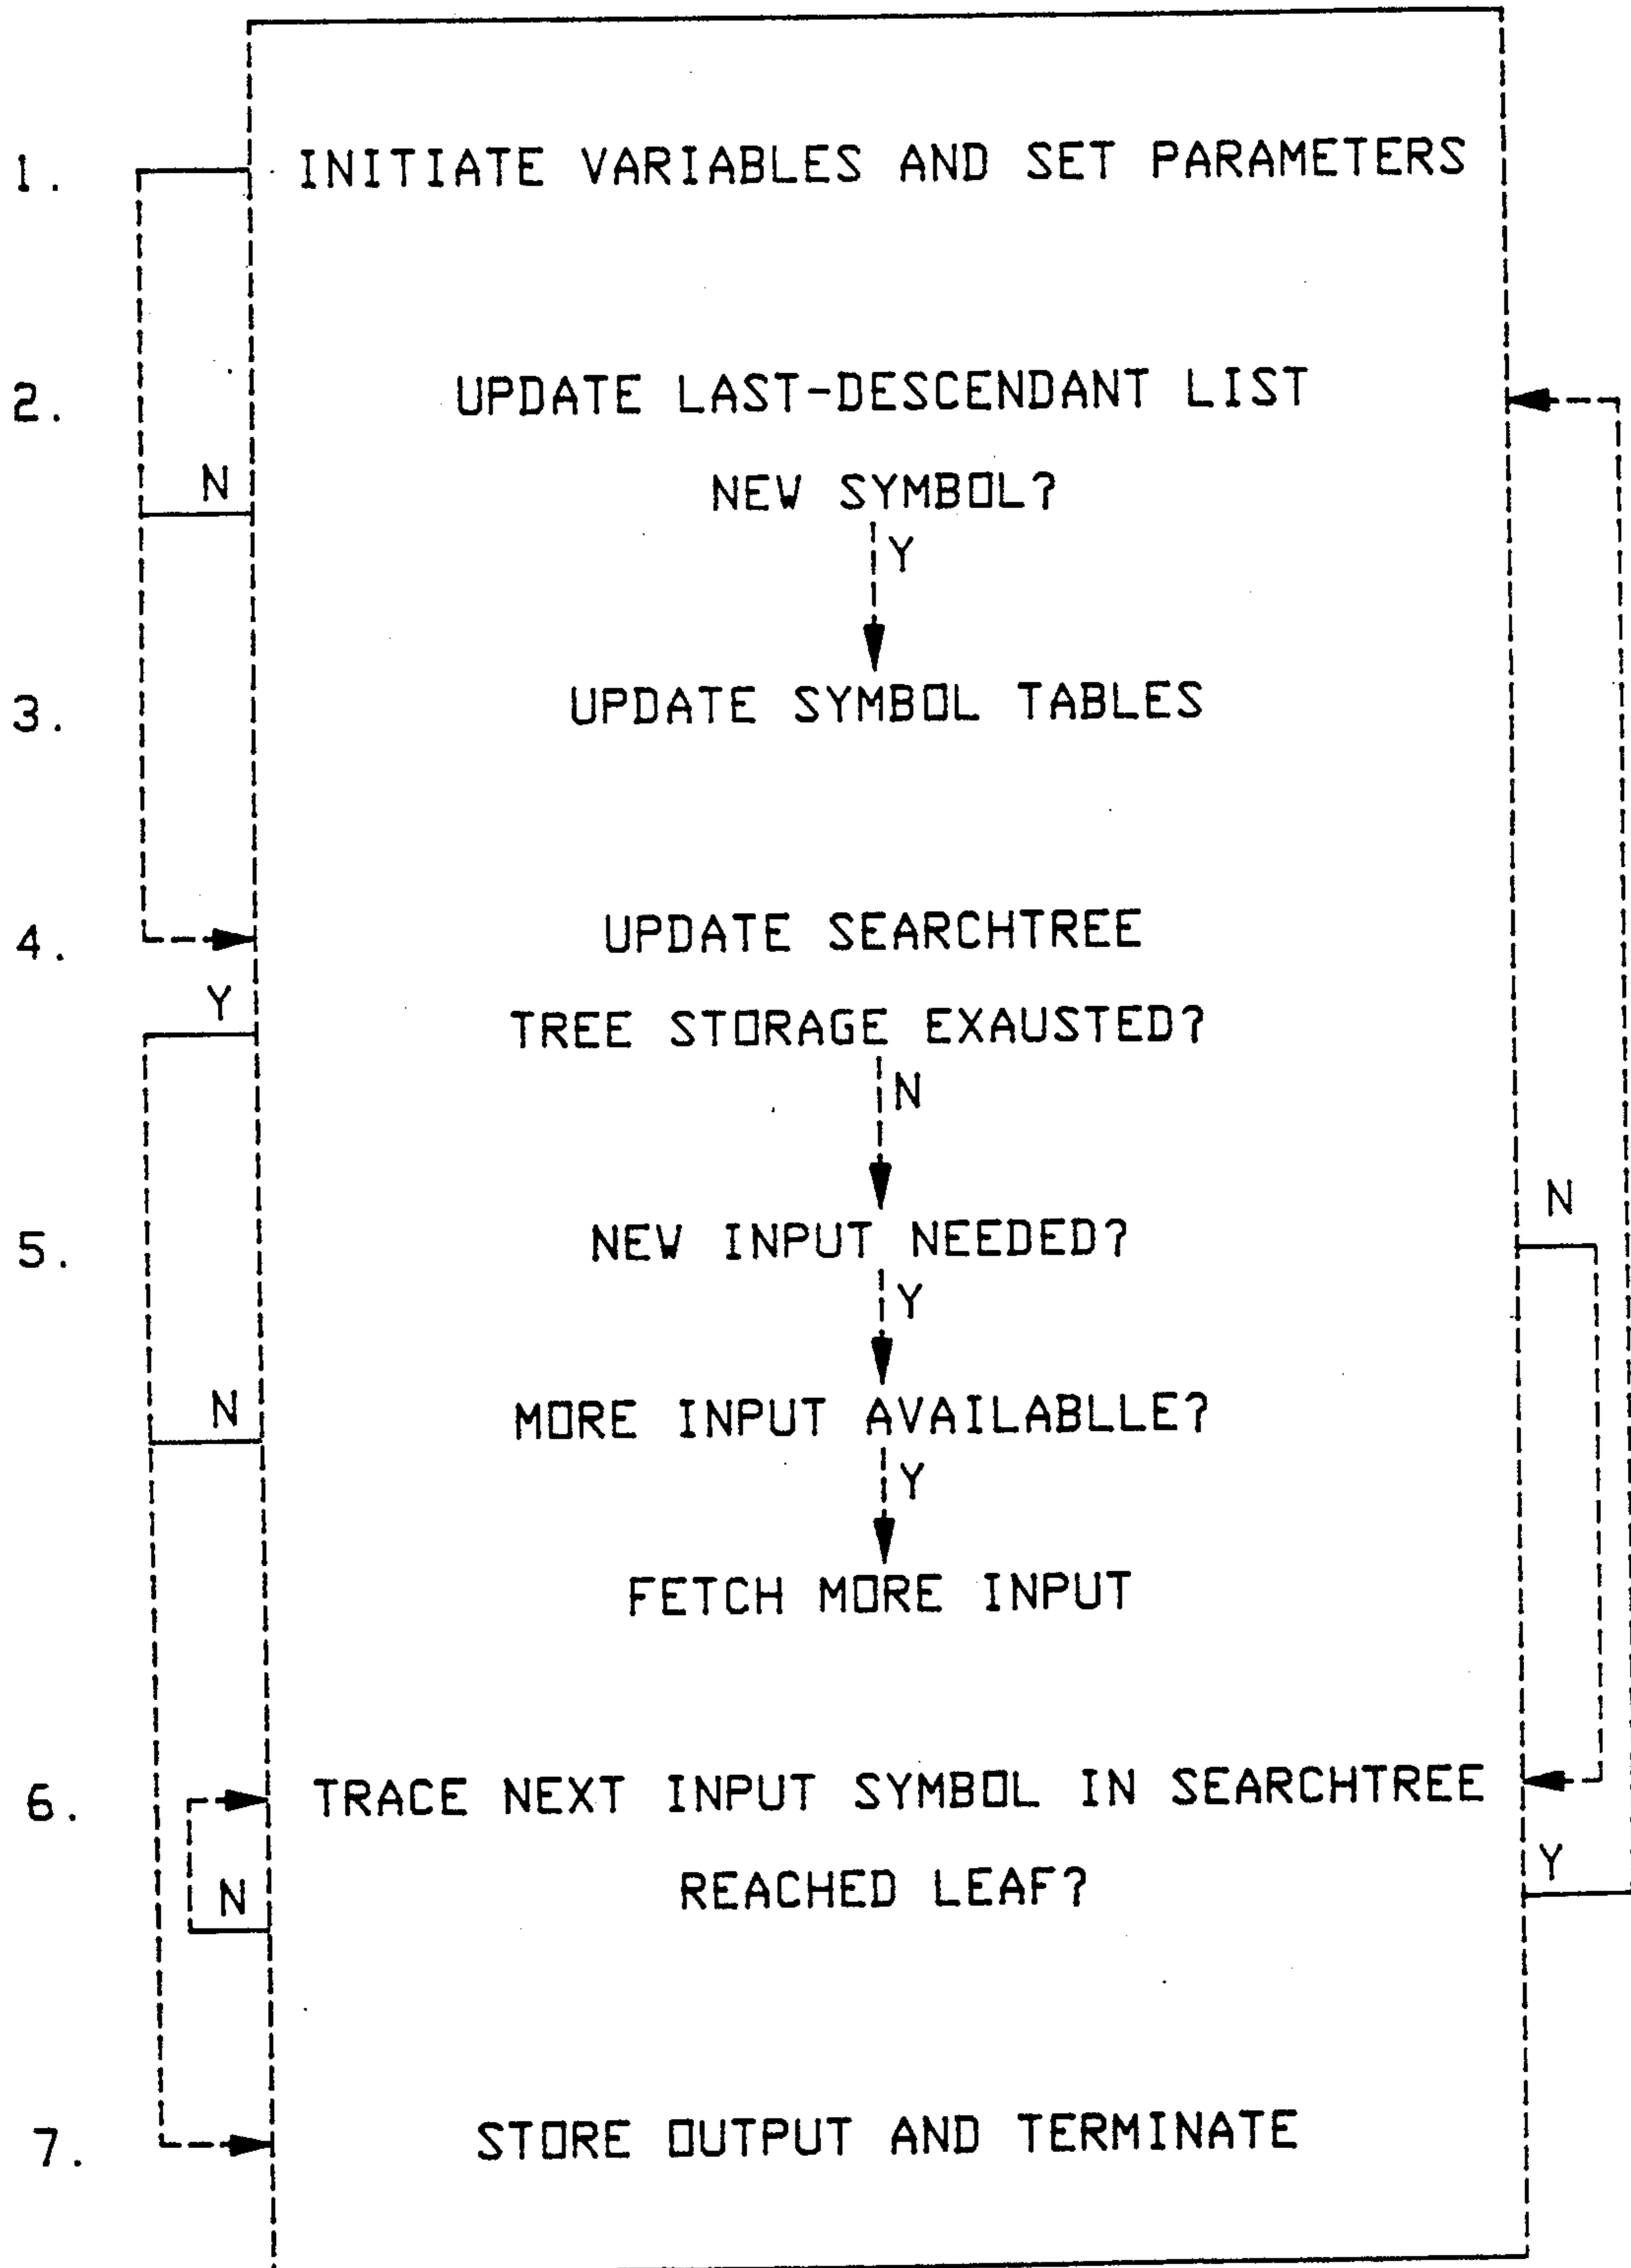 1. INITIATE VARIABLES AND SET PARAMETERS
2. UPDATE LAST-DESCENDANT LIST
N NEW SYMBOL?
Y
3. UPDATE SYMBOL TABLES
4. UPDATE SEARCHTREE
Y TREE STORAGE EXAUSTED?
N
5. NEW INPUT NEEDED? N
Y
N MORE INPUT AVAILABLLE?
Y
FETCH MORE INPUT
6. TRACE NEXT INPUT SYMBOL IN SEARCHTREE
N REACHED LEAF? Y
7. STORE OUTPUT AND TERMINATE